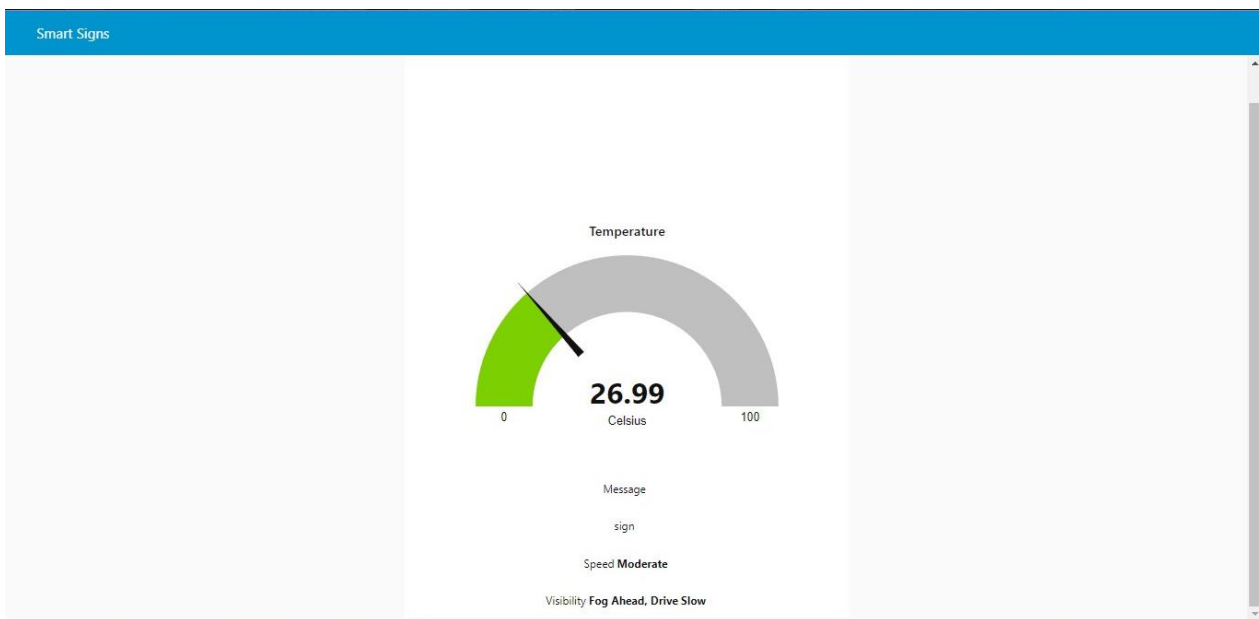 Smart Signs
Temperature
26.99
0
Celsius
100
Message
sign
Speed Moderate
Visibility Fog Ahead, Drive Slow